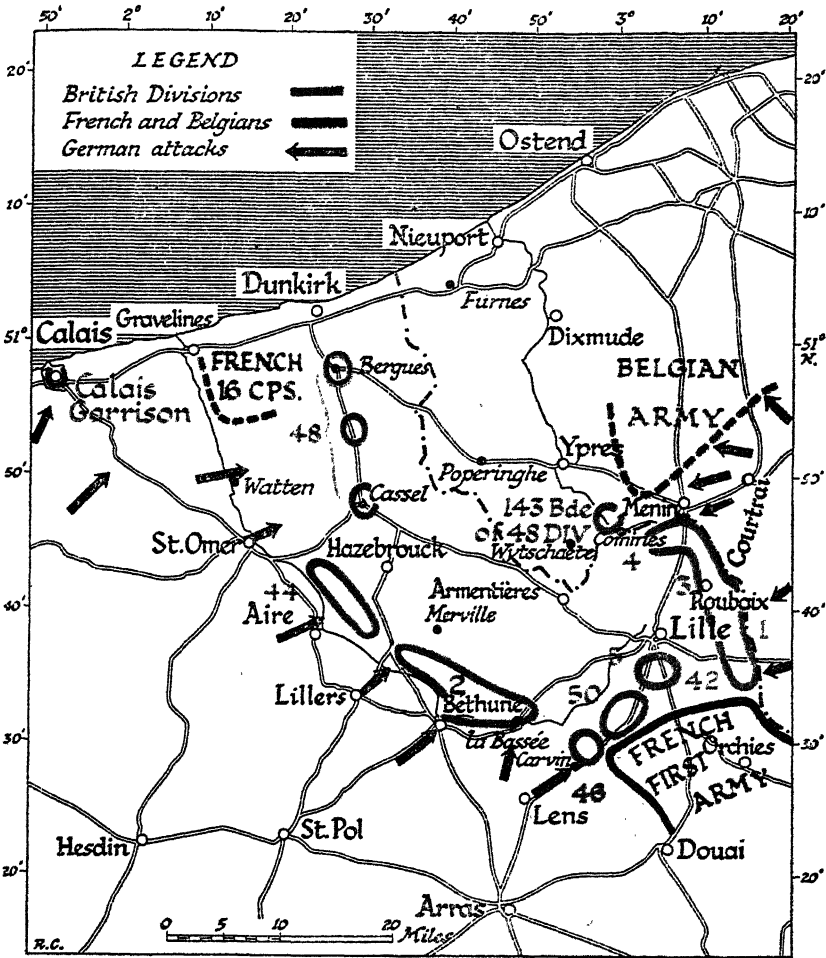 50' 2° 10' 20' 30' 40' 50' 3° 10' 20'
LEGEND
British Divisions
French and Belgians
German attacks
20' 20'
Ostend
10' 10'
Nieuport
Dunkirk
Furnes
Gravelines
Calais
Dixmude
51° 51°
N.
FRENCH
16 CPS.
Bergues
BELGIAN
ARMY
Calais
Garrison
48
Ypres
50' 50'
Watten
Poperinghe
Cassel
143 Bde
of 48 DIV
Menin
Courtrai
Wytschaete
Comines
St.Omer
Hazebrouck
4
44
Armentières
Roubaix
40' 40'
Aire
Merville
Lille
1
5
2
50
42
Lillers
Bethune
La Bassée
Carvin
30' 30'
FRENCH
FIRST
ARMY
Orchies
46
Lens
Hesdin
St.Pol
Douai
20' 20'
Arras
0 5 10 20
Miles
R.C.